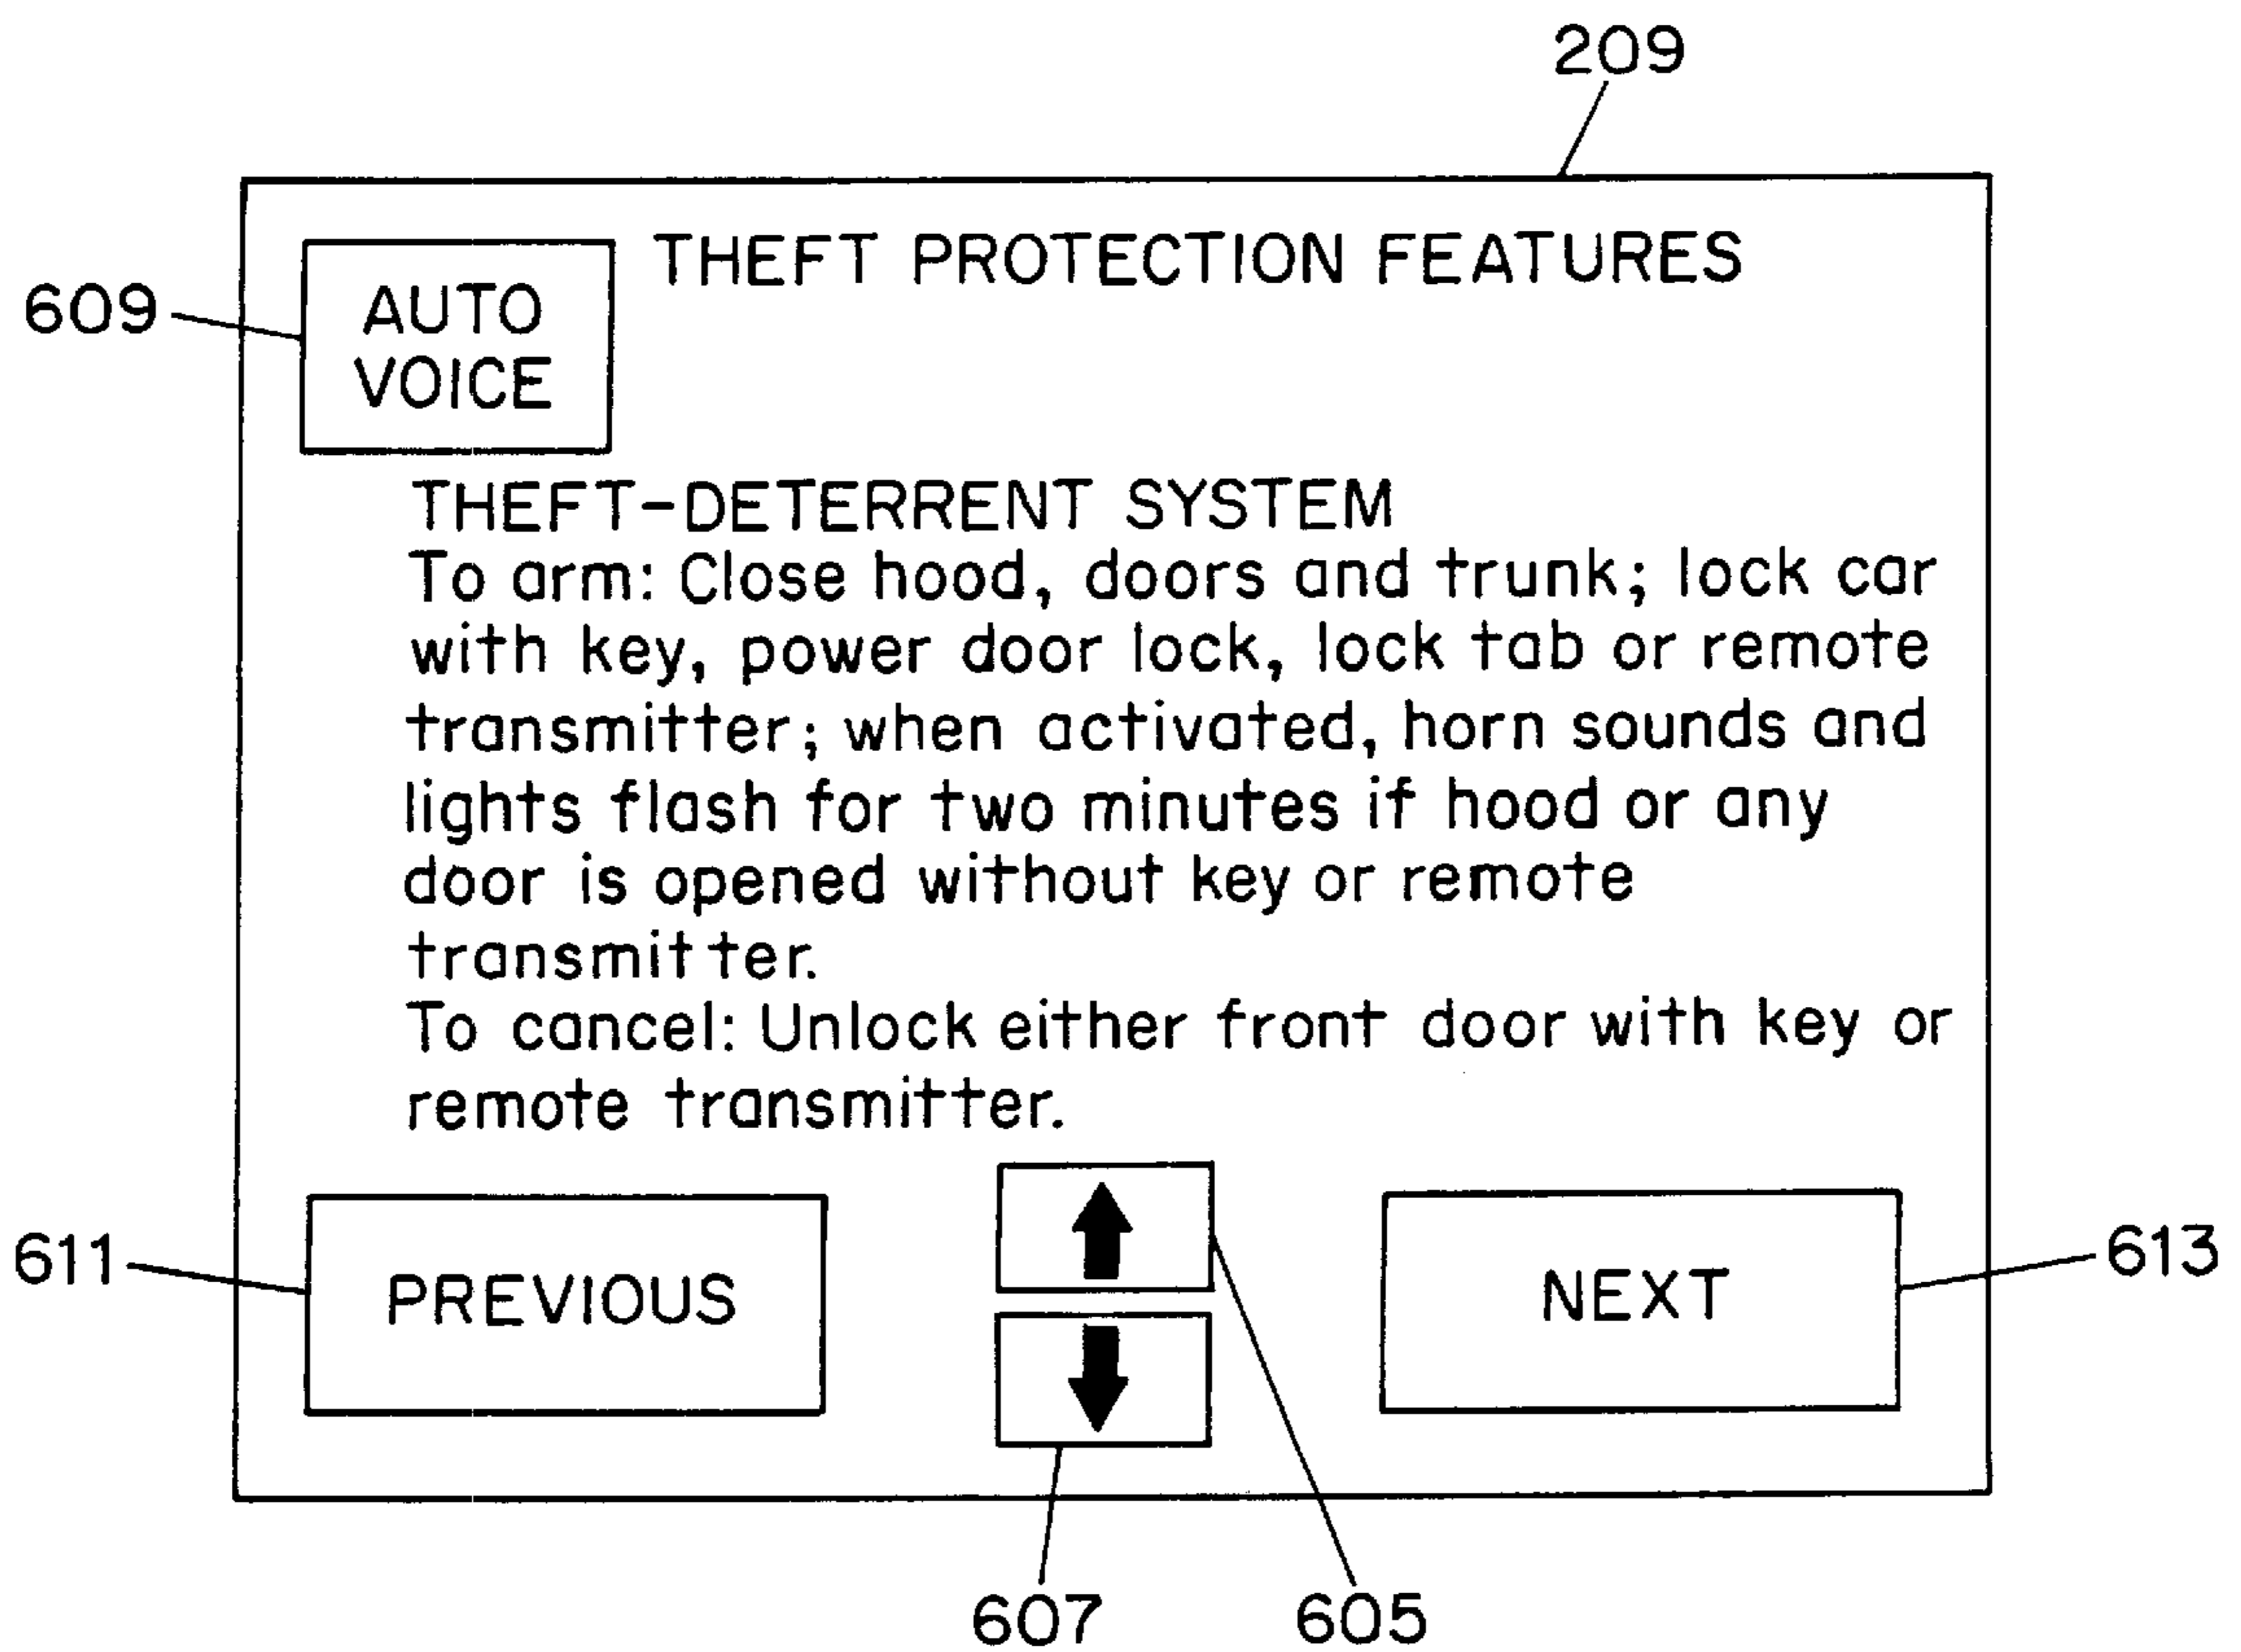 209
THEFT PROTECTION FEATURES
609
AUTO
VOICE
THEFT-DETERRENT SYSTEM
To arm: Close hood, doors and trunk; lock car
with key, power door lock, lock tab or remote
transmitter; when activated, horn sounds and
lights flash for two minutes if hood or any
door is opened without key or remote
transmitter.
To cancel: Unlock either front door with key or
remote transmitter.
611
PREVIOUS
NEXT
613
607
605